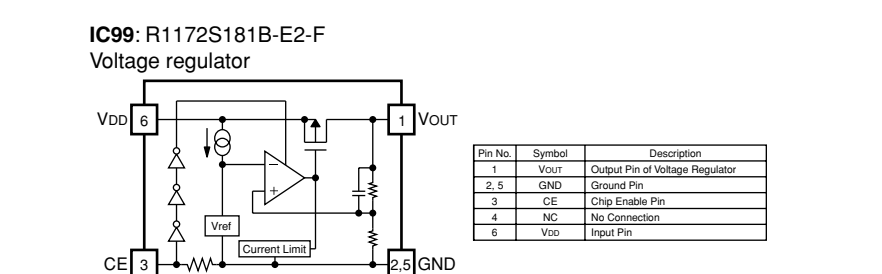 IC99: R1172S181B-E2-F
Voltage regulator
VDD 6
1 VOUT
− 
+
Vref
Current Limit
CE 3
2,5 GND
Pin No. Symbol Description
1 VOUT Output Pin of Voltage Regulator
2, 5 GND Ground Pin
3 CE Chip Enable Pin
4 NC No Connection
6 VDD Input Pin